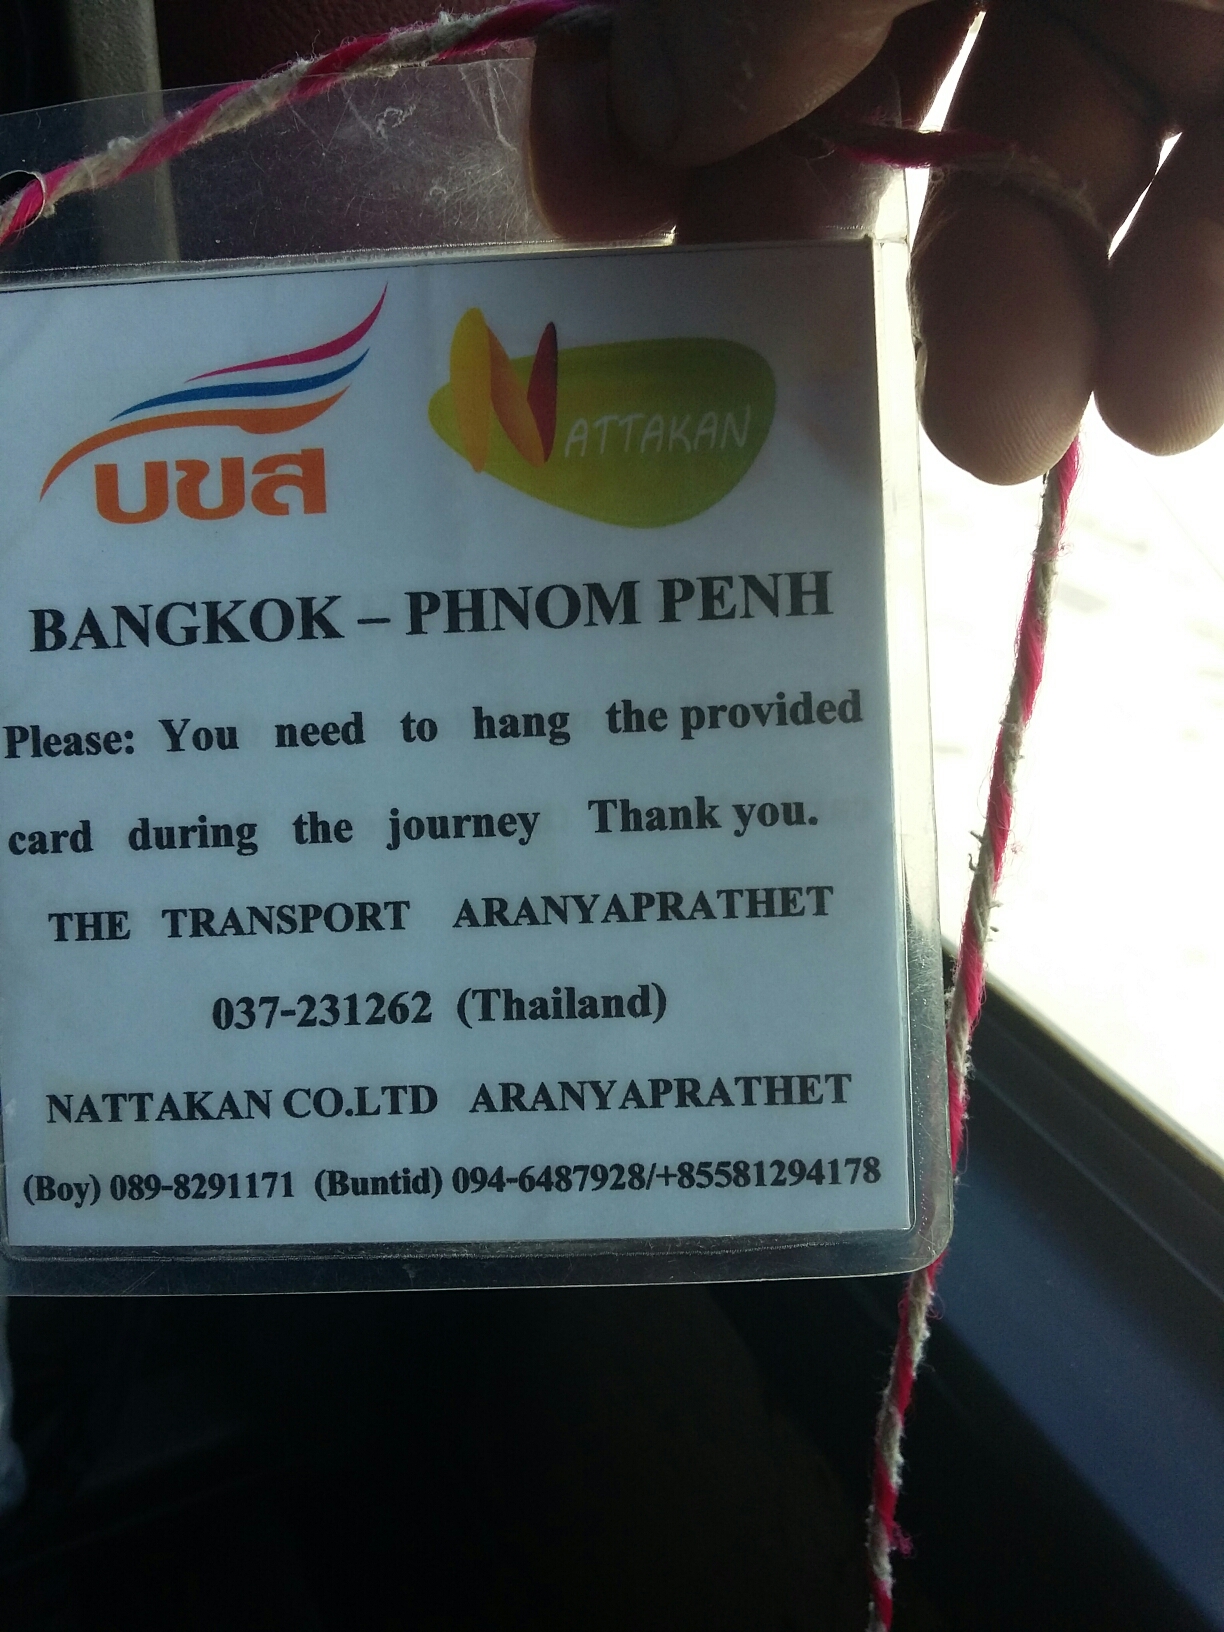 บขส
NATTAKAN
BANGKOK – PHNOM PENH
Please: You need to hang the provided
card during the journey Thank you.
THE TRANSPORT ARANYAPRATHET
037-231262 (Thailand)
NATTAKAN CO.LTD ARANYAPRATHET
(Boy) 089-8291171 (Buntid) 094-6487928/+85581294178